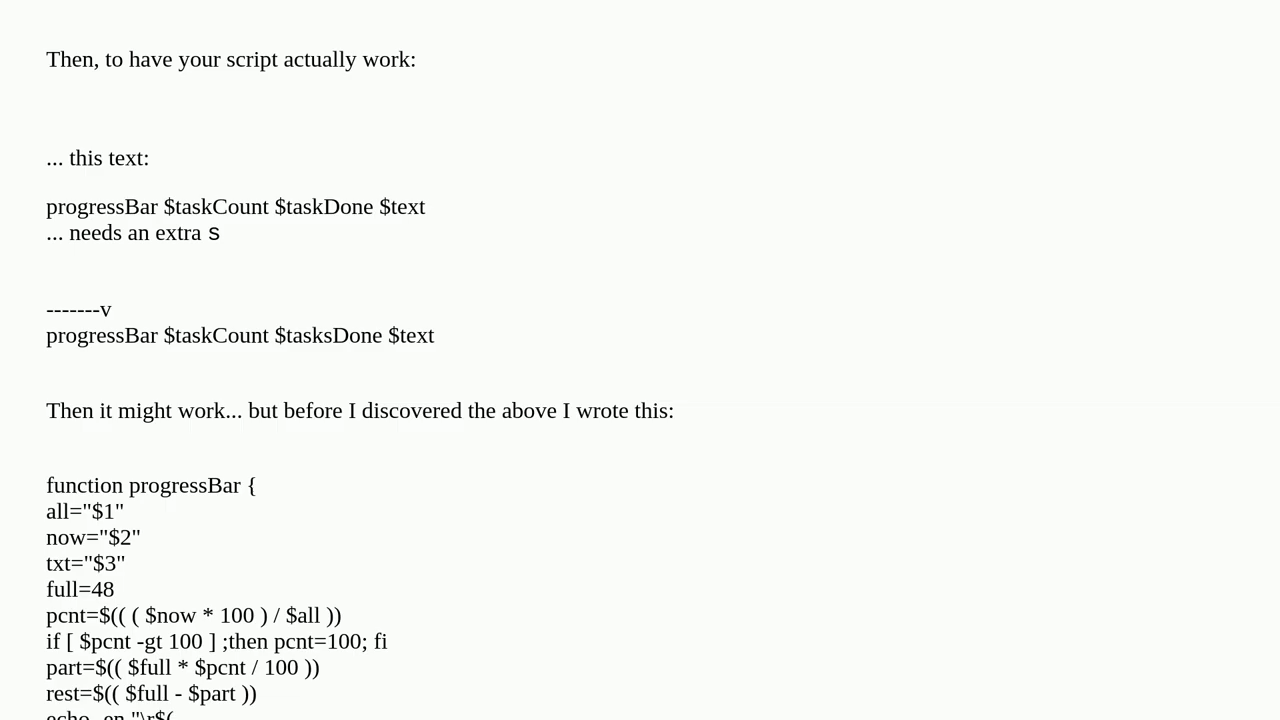 Then, to have your script actually work:
... this text:
progressBar $taskCount $taskDone $text
... needs an extra s
-------v
progressBar $taskCount $tasksDone $text
Then it might work... but before I discovered the above I wrote this:
function progressBar {
all="$1"
now="$2"
txt="$3"
full=48
pcnt=$(( ( $now * 100 ) / $all ))
if [ $pcnt -gt 100 ] ;then pcnt=100; fi
part=$(( $full * $pcnt / 100 ))
rest=$(( $full - $part ))
echo -en "\r$(